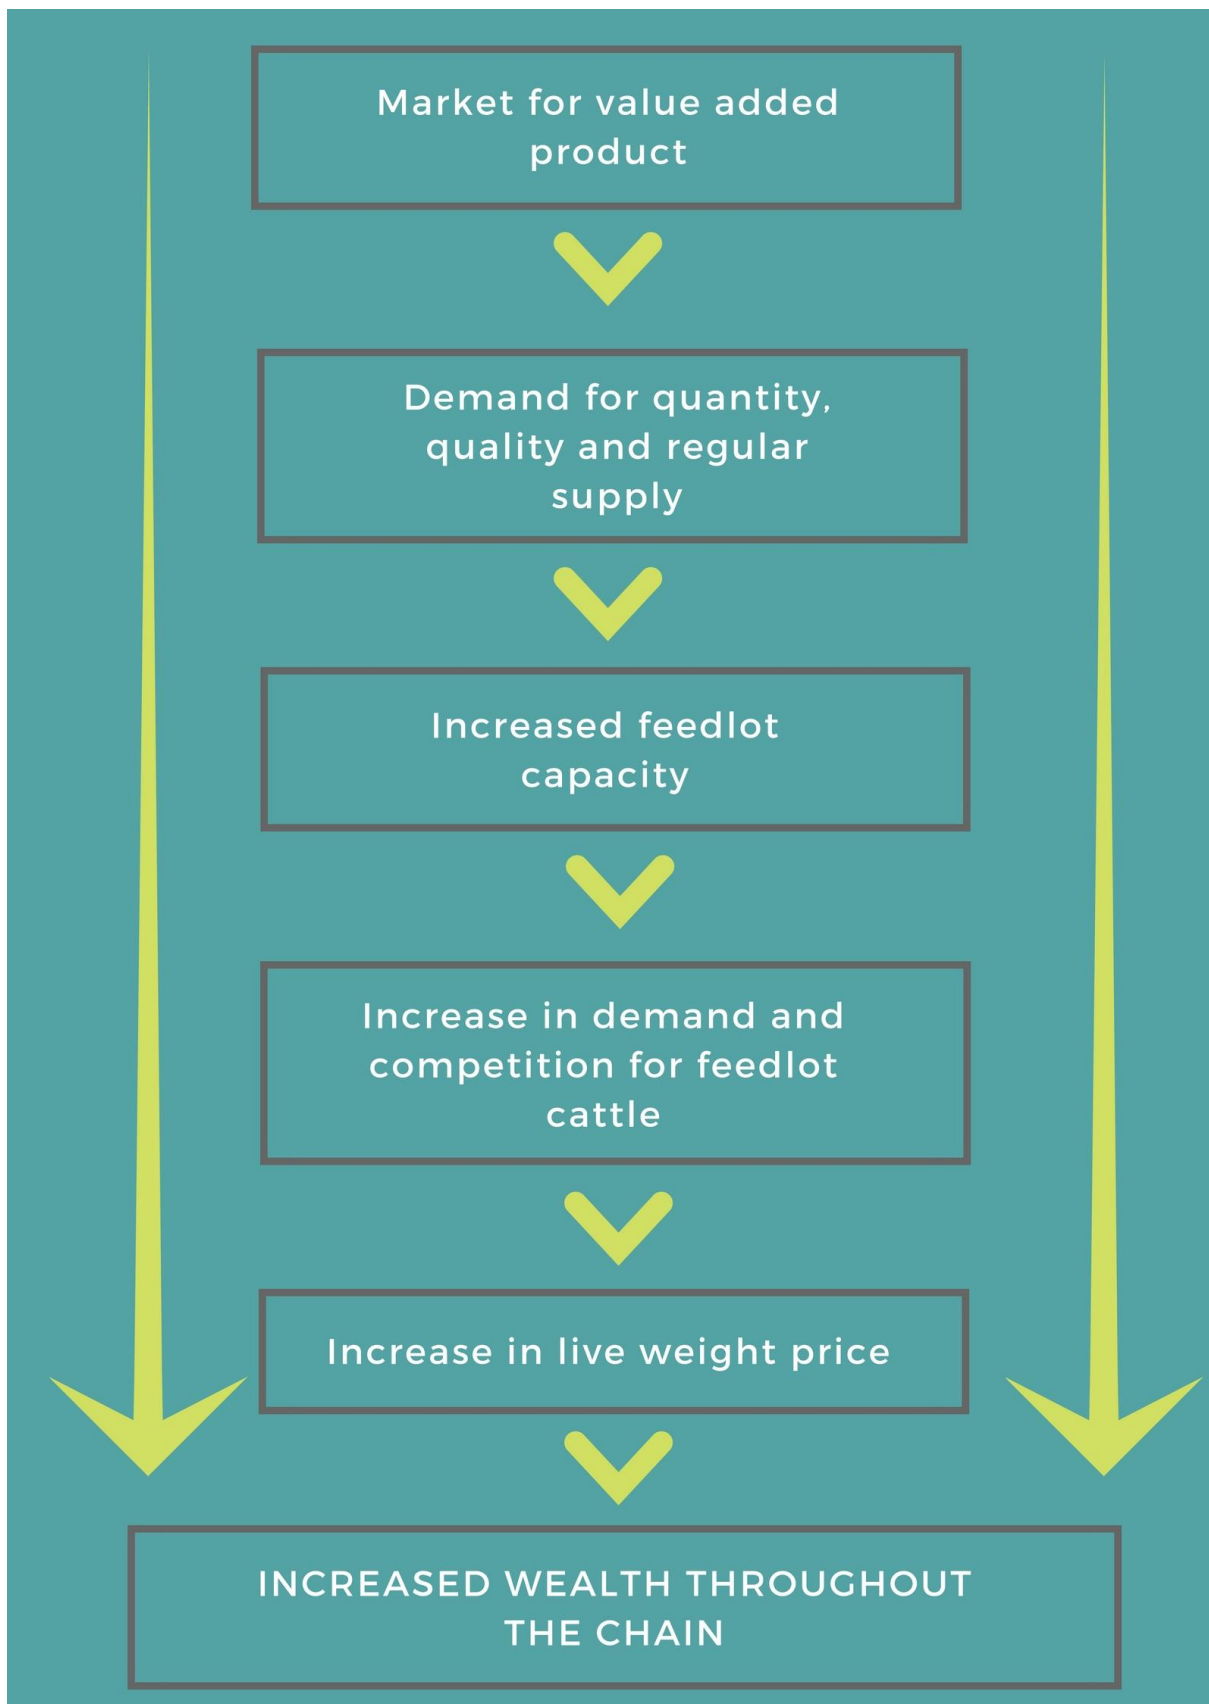 Market for value added
product
Demand for quantity,
quality and regular
supply
Increased feedlot
capacity
Increase in demand and
competition for feedlot
cattle
Increase in live weight price
INCREASED WEALTH THROUGHOUT
THE CHAIN